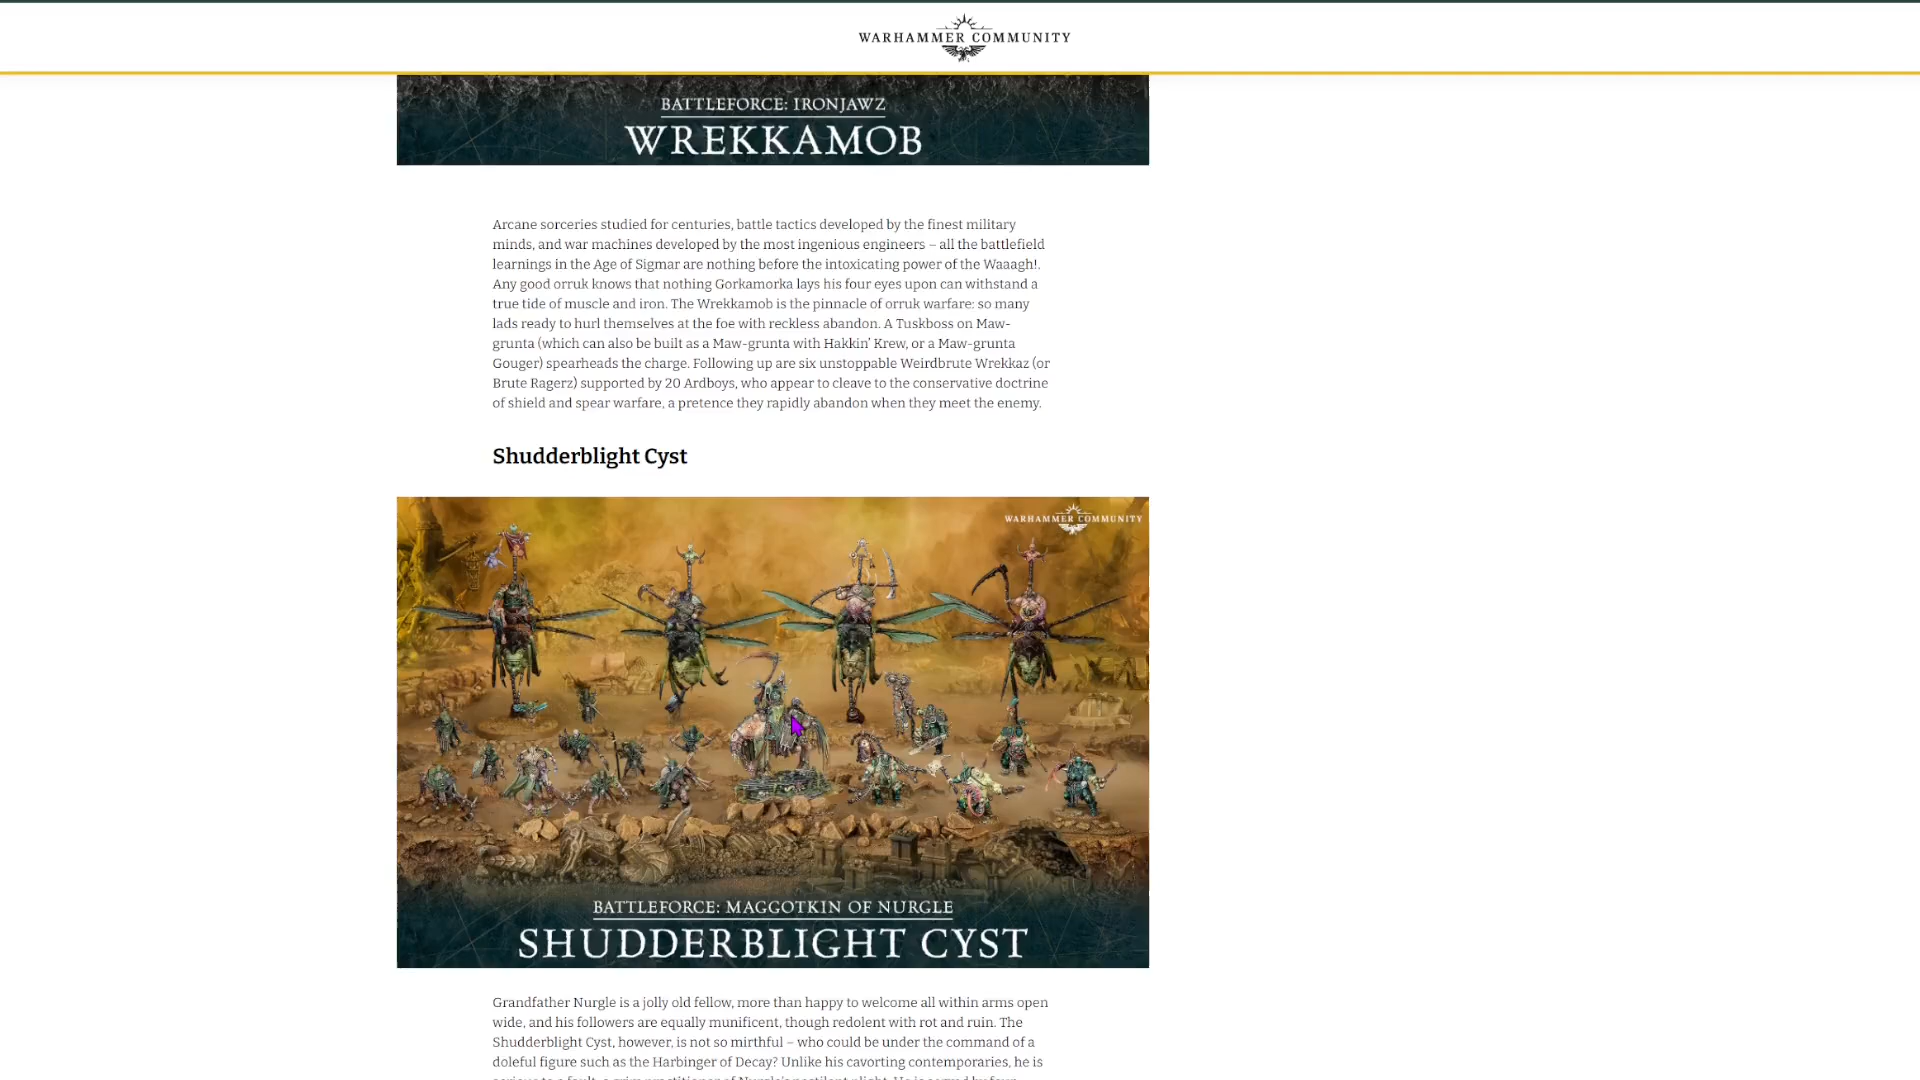 WARHAMMER COMMUNITY
BATTLEFORCE: IRONJAWZ
WREKKAMOB
Arcane sorceries studied for centuries, battle tactics developed by the finest military
minds, and war machines developed by the most ingenious engineers – all the battlefield
learnings in the Age of Sigmar are nothing before the intoxicating power of the Waaagh!.
Any good orruk knows that nothing Gorkamorka lays his four eyes upon can withstand a
true tide of muscle and iron. The Wrekkamob is the pinnacle of orruk warfare: so many
lads ready to hurl themselves at the foe with reckless abandon. A Tuskboss on Maw-
grunta (which can also be built as a Maw-grunta with Hakkin’ Krew, or a Maw-grunta
Gouger) spearheads the charge. Following up are six unstoppable Weirdbrute Wrekkaz (or
Brute Ragerz) supported by 20 Ardboys, who appear to cleave to the conservative doctrine
of shield and spear warfare, a pretence they rapidly abandon when they meet the enemy.
Shudderblight Cyst
WARHAMMER COMMUNITY
BATTLEFORCE: MAGGOTKIN OF NURGLE
SHUDDERBLIGHT CYST
Grandfather Nurgle is a jolly old fellow, more than happy to welcome all within arms open
wide, and his followers are equally munificent, though redolent with rot and ruin. The
Shudderblight Cyst, however, is not so mirthful – who could be under the command of a
doleful figure such as the Harbinger of Decay? Unlike his cavorting contemporaries, he is